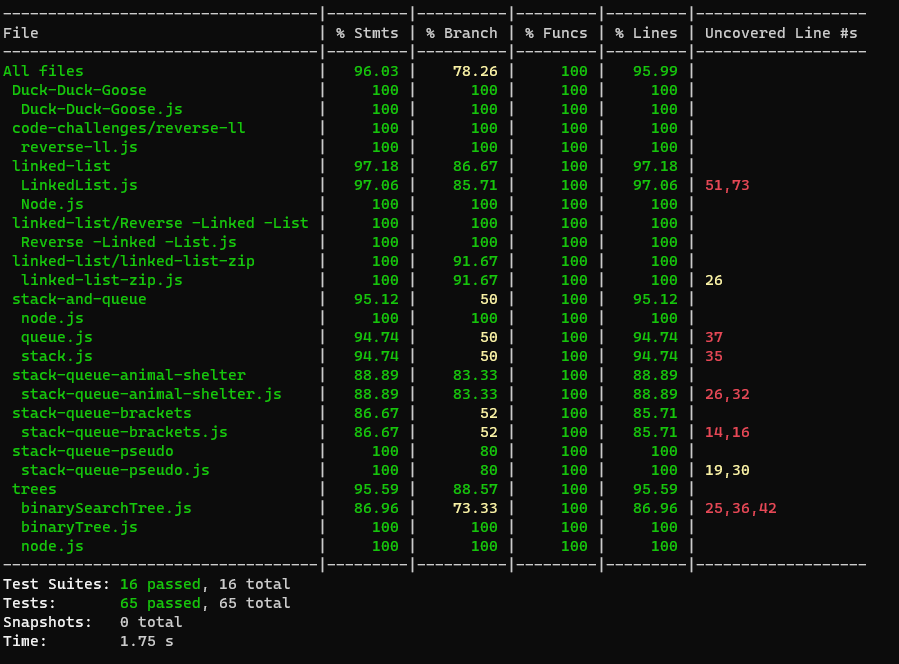 ---------------------------------|---------|----------|---------|---------|-------------------
File                             | % Stmts | % Branch | % Funcs | % Lines | Uncovered Line #s
---------------------------------|---------|----------|---------|---------|-------------------
All files                        |   96.03 |    78.26 |     100 |   95.99 |
 Duck-Duck-Goose                 |     100 |      100 |     100 |     100 |
  Duck-Duck-Goose.js             |     100 |      100 |     100 |     100 |
 code-challenges/reverse-ll      |     100 |      100 |     100 |     100 |
  reverse-ll.js                  |     100 |      100 |     100 |     100 |
 linked-list                     |   97.18 |    86.67 |     100 |   97.18 |
  LinkedList.js                  |   97.06 |    85.71 |     100 |   97.06 | 51,73
  Node.js                        |     100 |      100 |     100 |     100 |
 linked-list/Reverse -Linked -List |     100 |      100 |     100 |     100 |
  Reverse -Linked -List.js       |     100 |      100 |     100 |     100 |
 linked-list/linked-list-zip     |     100 |    91.67 |     100 |     100 |
  linked-list-zip.js             |     100 |    91.67 |     100 |     100 | 26
 stack-and-queue                 |   95.12 |       50 |     100 |   95.12 |
  node.js                        |     100 |      100 |     100 |     100 |
  queue.js                       |   94.74 |       50 |     100 |   94.74 | 37
  stack.js                       |   94.74 |       50 |     100 |   94.74 | 35
 stack-queue-animal-shelter      |   88.89 |    83.33 |     100 |   88.89 |
  stack-queue-animal-shelter.js  |   88.89 |    83.33 |     100 |   88.89 | 26,32
 stack-queue-brackets            |   86.67 |       52 |     100 |   85.71 |
  stack-queue-brackets.js        |   86.67 |       52 |     100 |   85.71 | 14,16
 stack-queue-pseudo              |     100 |       80 |     100 |     100 |
  stack-queue-pseudo.js          |     100 |       80 |     100 |     100 | 19,30
 trees                           |   95.59 |    88.57 |     100 |   95.59 |
  binarySearchTree.js            |   86.96 |    73.33 |     100 |   86.96 | 25,36,42
  binaryTree.js                  |     100 |      100 |     100 |     100 |
  node.js                        |     100 |      100 |     100 |     100 |
---------------------------------|---------|----------|---------|---------|-------------------
Test Suites: 16 passed, 16 total
Tests:       65 passed, 65 total
Snapshots:   0 total
Time:        1.75 s